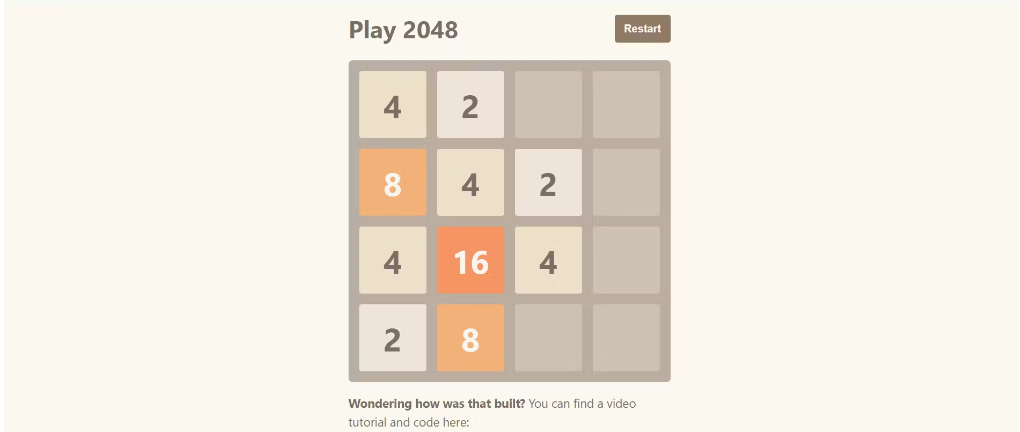 Play 2048
Restart
4 2
8 4 2
4 16 4
2 8
Wondering how was that built? You can find a video
tutorial and code here: